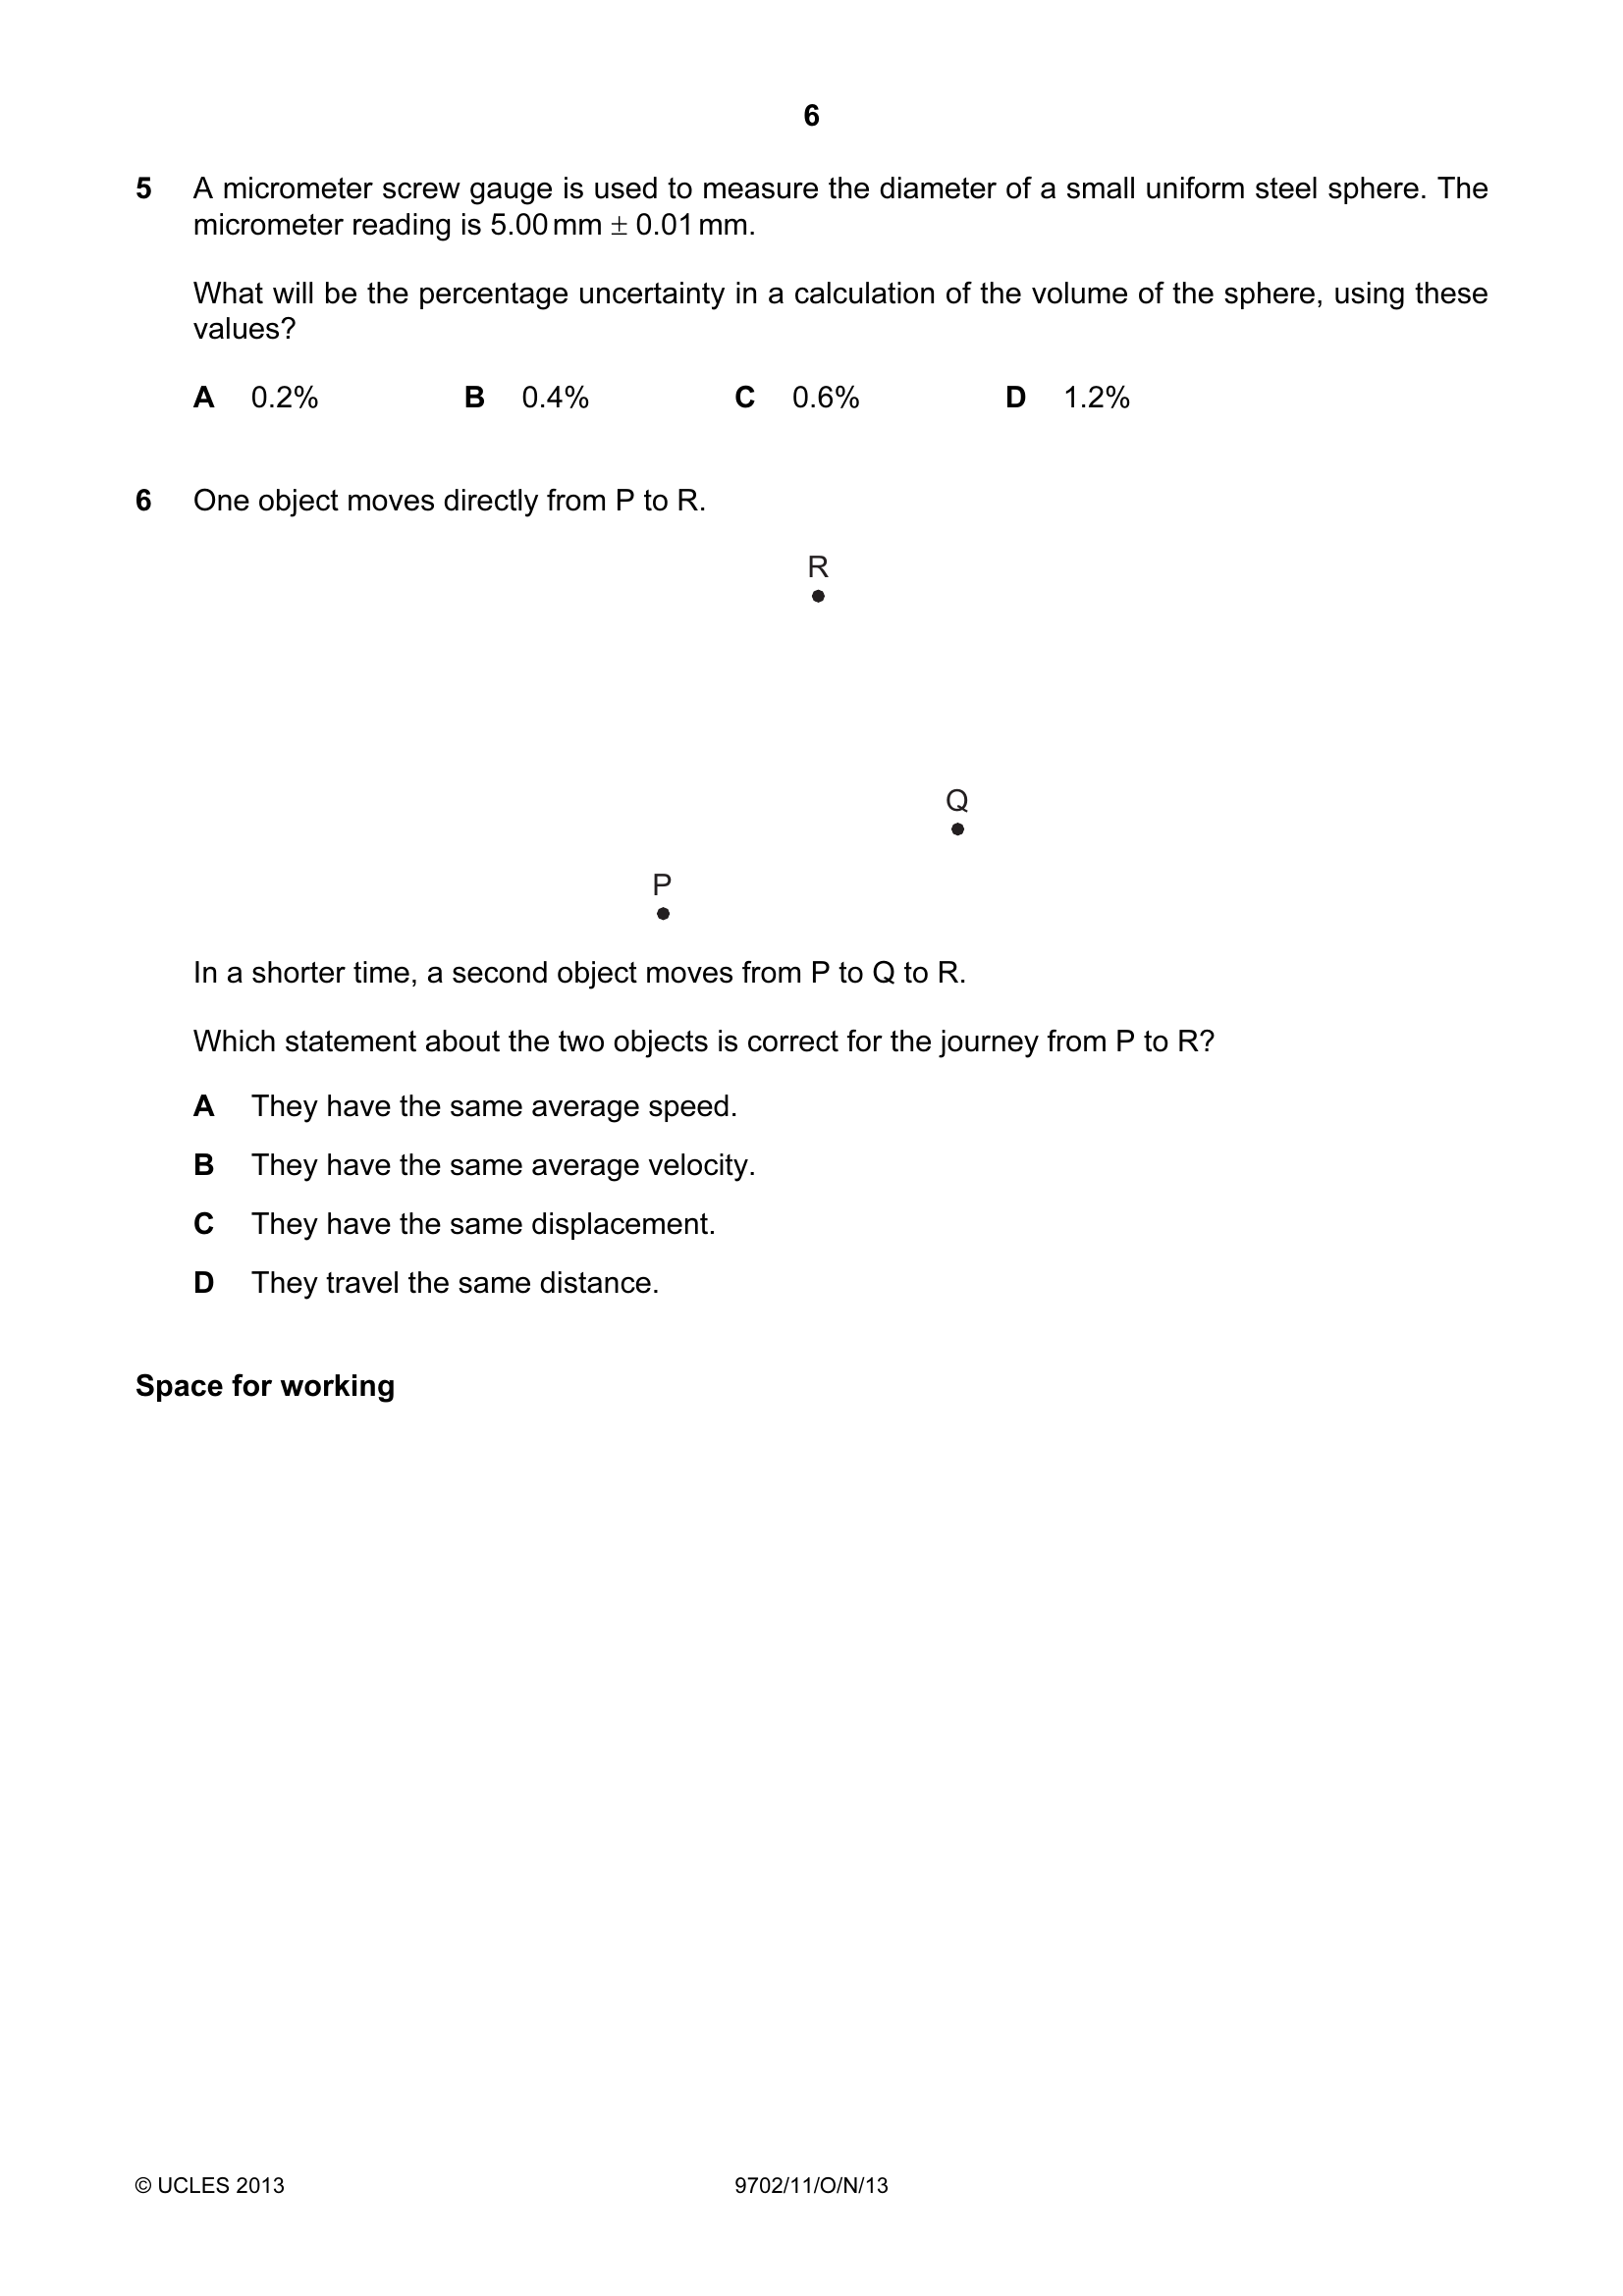 6
5 A micrometer screw gauge is used to measure the diameter of a small uniform steel sphere. The
micrometer reading is 5.00 mm ± 0.01 mm.
What will be the percentage uncertainty in a calculation of the volume of the sphere, using these
values?
A 0.2% B 0.4% C 0.6% D 1.2%
6 One object moves directly from P to R.
R
Q
P
In a shorter time, a second object moves from P to Q to R.
Which statement about the two objects is correct for the journey from P to R?
A They have the same average speed.
B They have the same average velocity.
C They have the same displacement.
D They travel the same distance.
Space for working
© UCLES 2013 9702/11/O/N/13